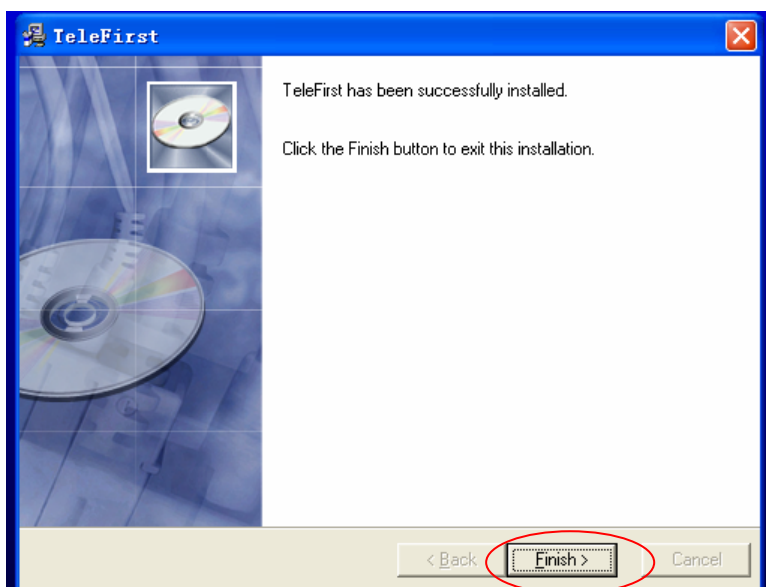 TeleFirst
TeleFirst has been successfully installed.
Click the Finish button to exit this installation.
< Back
Finish >
Cancel